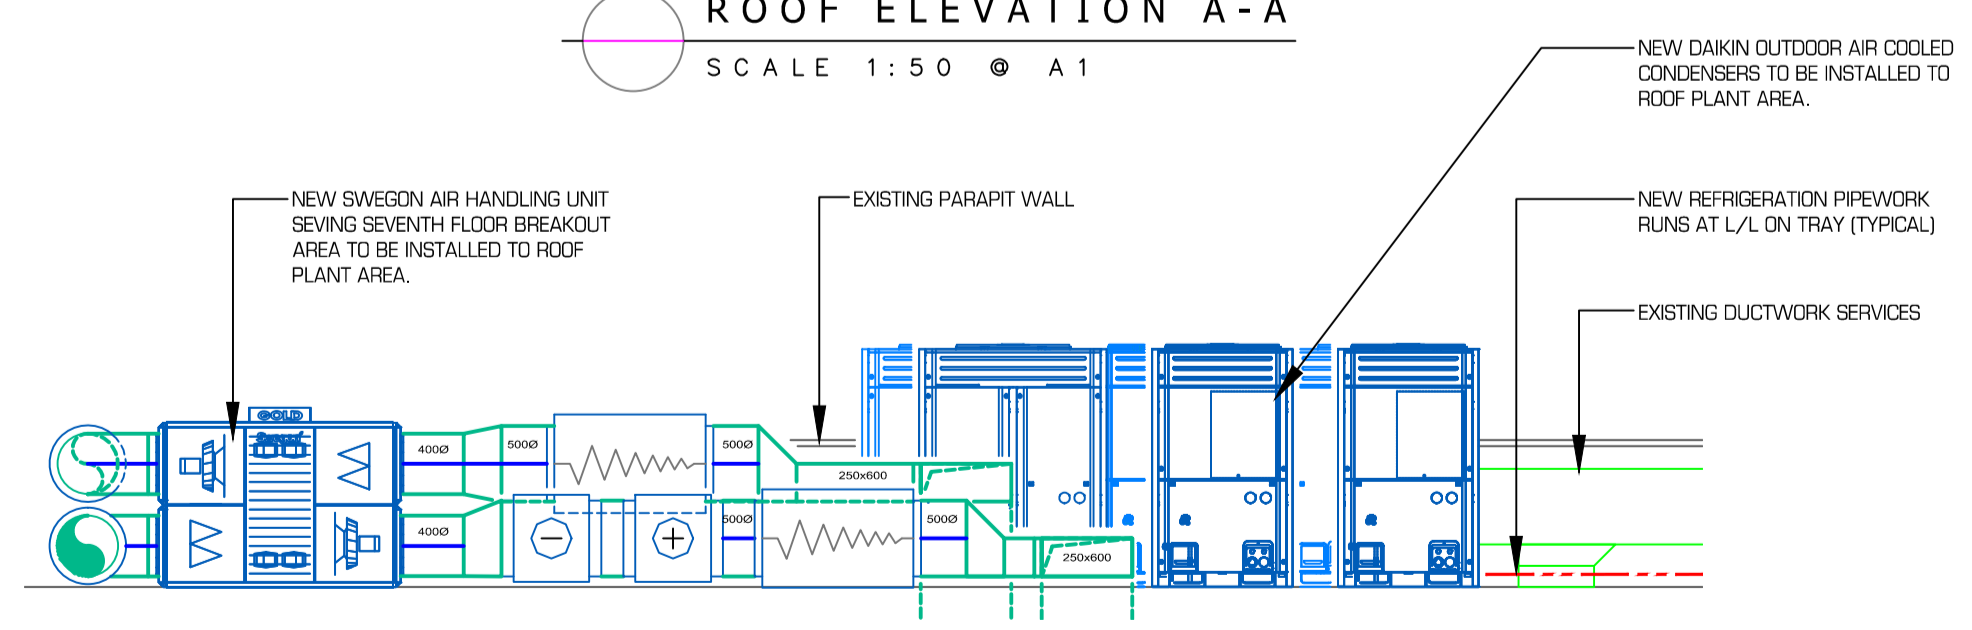 ROOF ELEVATION A-A
SCALE 1:50 @ A1
NEW DAIKIN OUTDOOR AIR COOLED
CONDENSERS TO BE INSTALLED TO
ROOF PLANT AREA.
NEW SWEGON AIR HANDLING UNIT
SEVING SEVENTH FLOOR BREAKOUT
AREA TO BE INSTALLED TO ROOF
PLANT AREA.
EXISTING PARAPIT WALL
NEW REFRIGERATION PIPEWORK
RUNS AT L/L ON TRAY (TYPICAL)
EXISTING DUCTWORK SERVICES
GOLD
Swegon
400Ø
500Ø
500Ø
250x600
400Ø
500Ø
500Ø
250x600